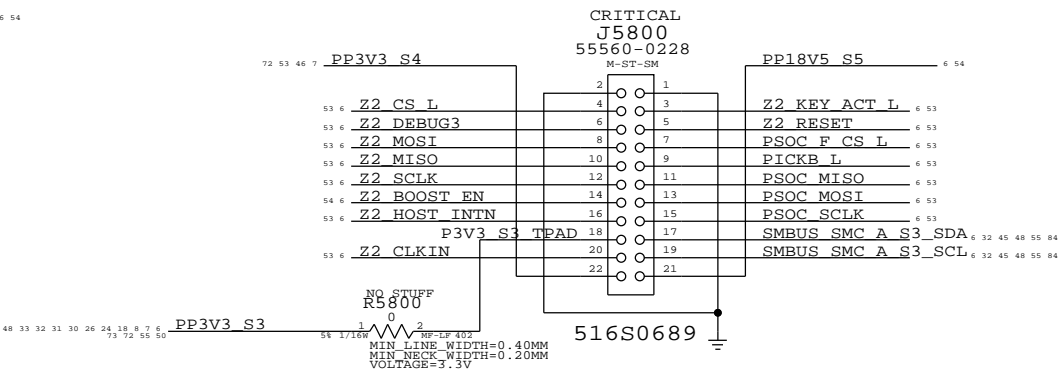 6 54
CRITICAL
J5800
55560-0228
M-ST-SM
72 53 46 7 PP3V3_S4
PP18V5_S5 6 54
2 1
53 6 Z2_CS_L 4 3 Z2_KEY_ACT_L 6 53
53 6 Z2_DEBUG3 6 5 Z2_RESET 6 53
53 6 Z2_MOSI 8 7 PSOC_F_CS_L 6 53
53 6 Z2_MISO 10 9 PICKB_L 6 53
53 6 Z2_SCLK 12 11 PSOC_MISO 6 53
54 6 Z2_BOOST_EN 14 13 PSOC_MOSI 6 53
53 6 Z2_HOST_INTN 16 15 PSOC_SCLK 6 53
P3V3_S3_TPAD 18 17 SMBUS_SMC_A_S3_SDA 6 32 45 48 55 84
53 6 Z2_CLKIN 20 19 SMBUS_SMC_A_S3_SCL 6 32 45 48 55 84
22 21
NO STUFF
R5800
0
48 33 32 31 30 26 24 18 8 7 6 PP3V3_S3 1 2
73 72 55 50
5% 1/16W MF-LF 402
MIN_LINE_WIDTH=0.40MM
MIN_NECK_WIDTH=0.20MM
VOLTAGE=3.3V
516S0689